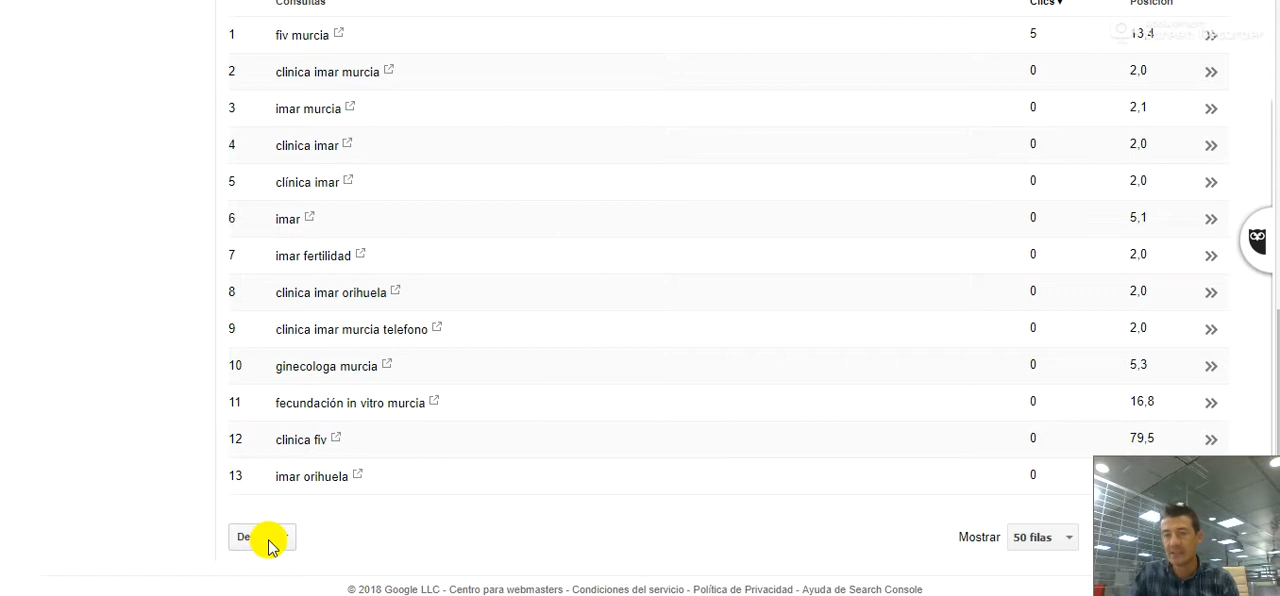 Consultas Clics▼ Posición
1 fiv murcia 5 13,4 »
2 clinica imar murcia 0 2,0 »
3 imar murcia 0 2,1 »
4 clinica imar 0 2,0 »
5 clínica imar 0 2,0 »
6 imar 0 5,1 »
7 imar fertilidad 0 2,0 »
8 clinica imar orihuela 0 2,0 »
9 clinica imar murcia telefono 0 2,0 »
10 ginecologa murcia 0 5,3 »
11 fecundación in vitro murcia 0 16,8 »
12 clinica fiv 0 79,5 »
13 imar orihuela 0
Mostrar 50 filas
© 2018 Google LLC - Centro para webmasters - Condiciones del servicio - Política de Privacidad - Ayuda de Search Console